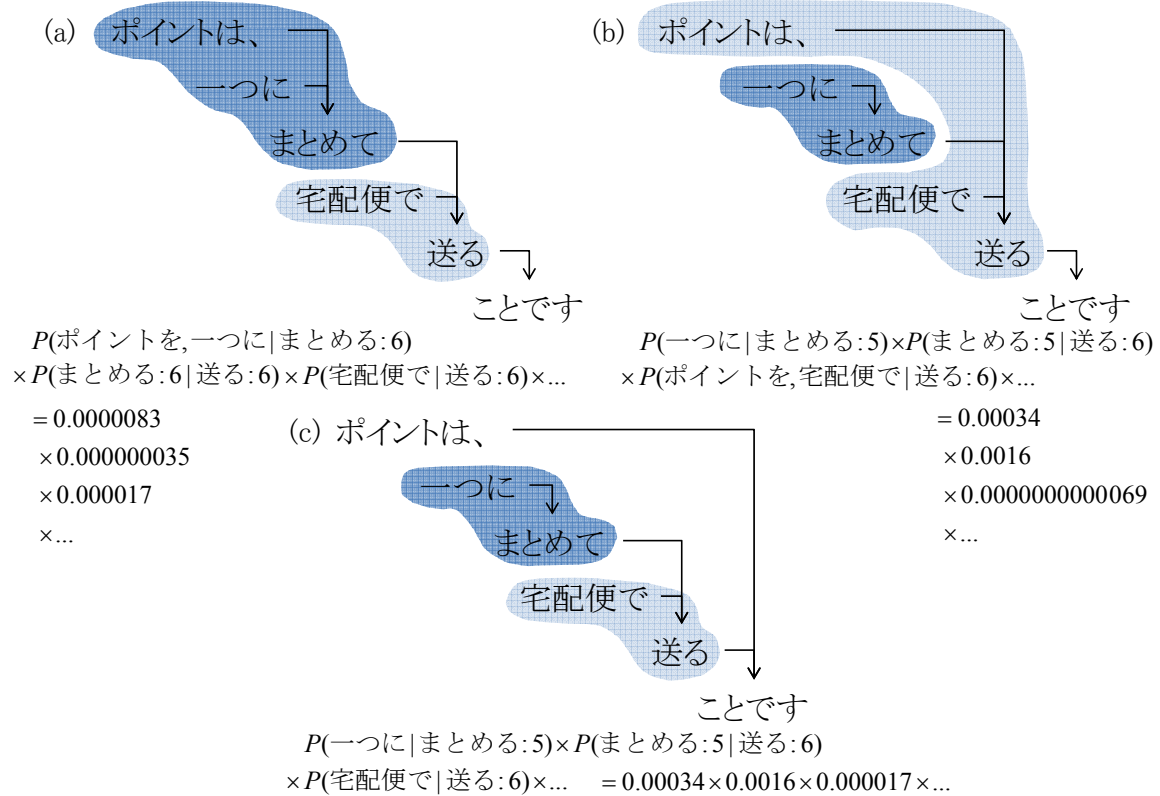 (a) ポイントは、
一つに
まとめて
宅配便で
送る
ことです
P(ポイントを,一つに|まとめる:6)
×P(まとめる:6|送る:6)×P(宅配便で|送る:6)×...
=0.0000083
×0.000000035
×0.000017
×...
(b) ポイントは、
一つに
まとめて
宅配便で
送る
ことです
P(一つに|まとめる:5)×P(まとめる:5|送る:6)
×P(ポイントを,宅配便で|送る:6)×...
=0.00034
×0.0016
×0.0000000000069
×...
(c) ポイントは、
一つに
まとめて
宅配便で
送る
ことです
P(一つに|まとめる:5)×P(まとめる:5|送る:6)
×P(宅配便で|送る:6)×... =0.00034×0.0016×0.000017×...